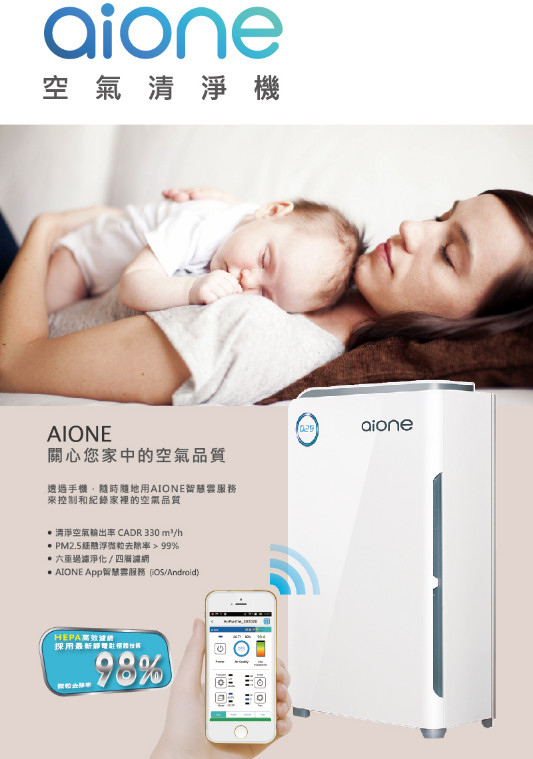 aione
空氣清淨機
AIONE
關心您家中的空氣品質
透過手機，隨時隨地用AIONE智慧雲服務
來控制和紀錄家裡的空氣品質
• 清淨空氣輸出率 CADR 330 m³/h
• PM2.5細懸浮微粒去除率 > 99%
• 六重過濾淨化 / 四層濾網
• AIONE App智慧雲服務 (iOS/Android)
029
aione
HEPA高效濾網
採用最新靜電駐極體技術
微粒去除率 98%
Power
Air Quality